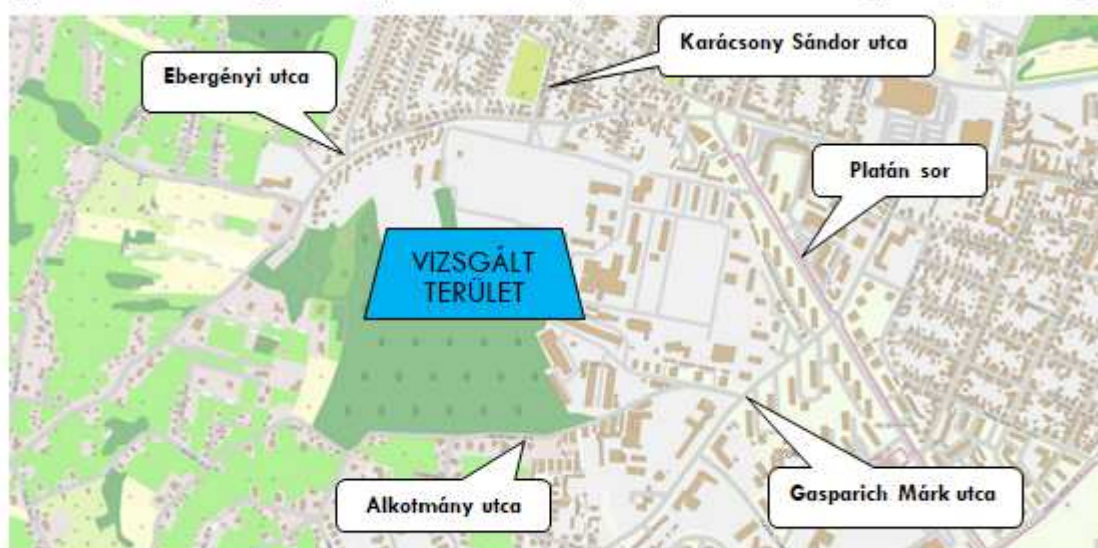 Karácsony Sándor utca
Ebergényi utca
Platán sor
VIZSGÁLT
TERÜLET
Alkotmány utca
Gasparich Márk utca